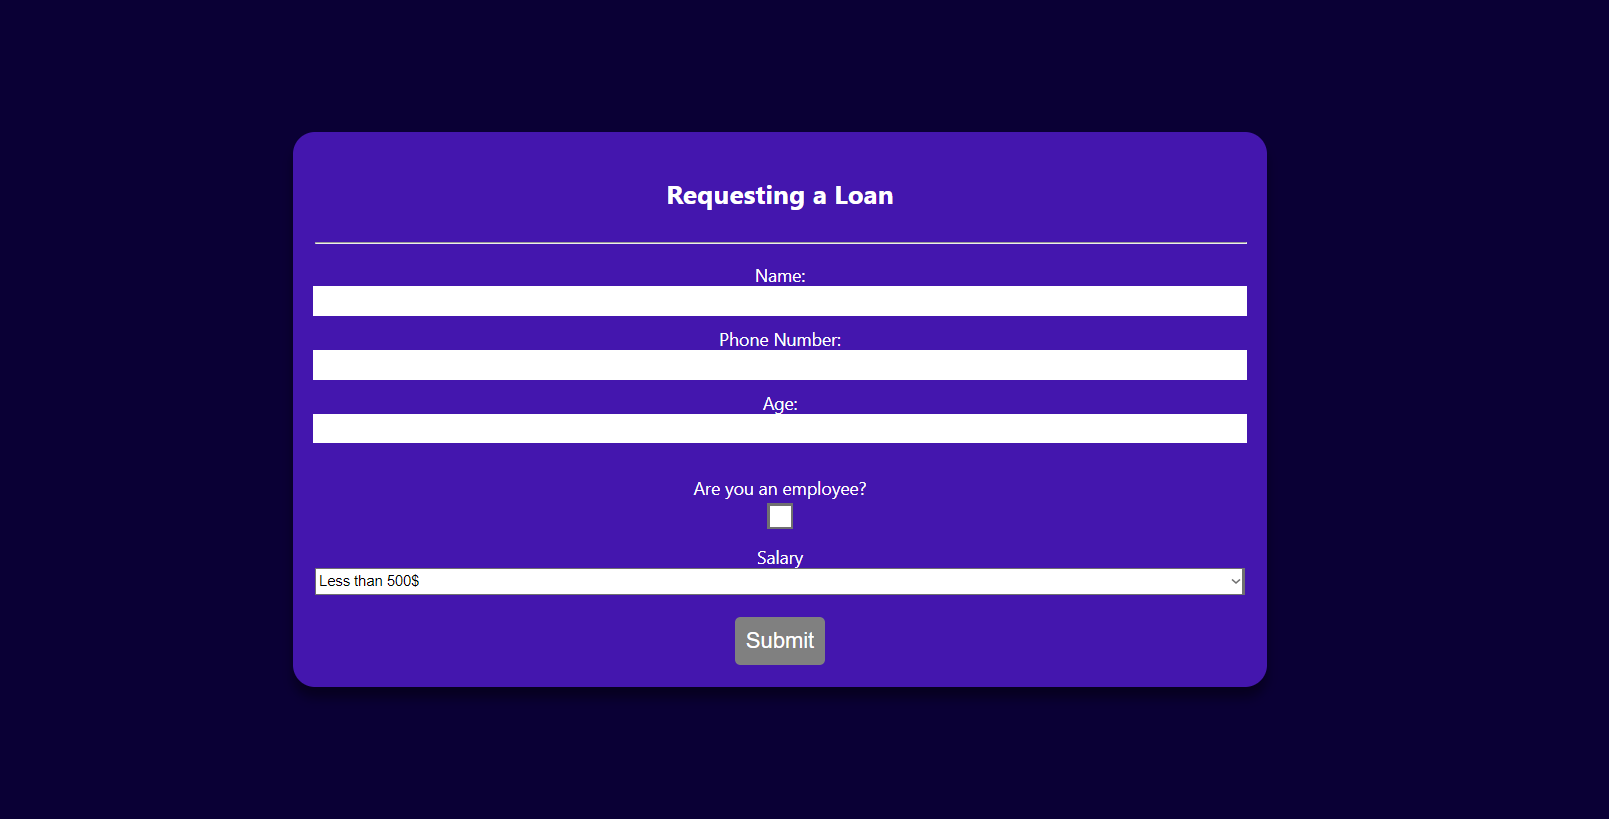 Requesting a Loan
Name:
Phone Number:
Age:
Are you an employee?
Salary
Less than 500$
Submit